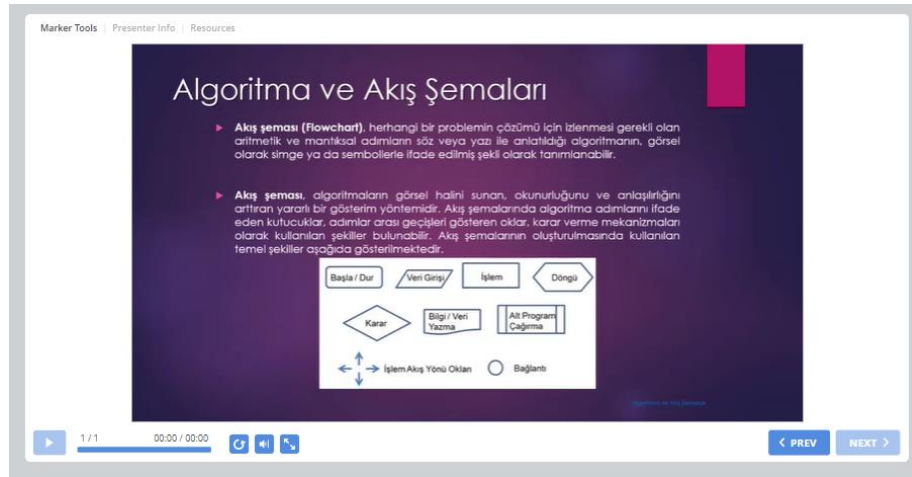 Marker Tools | Presenter Info | Resources
Algoritma ve Akış Şemaları
Akış şeması (Flowchart), herhangi bir problemin çözümü için izlenmesi gerekli olan
aritmetik ve mantıksal adımların söz veya yazı ile anlatıldığı algoritmanın, görsel
olarak simge ya da sembollerle ifade edilmiş şekli olarak tanımlanabilir.
Akış şeması, algoritmaların görsel halini sunan, okunurluğunu ve anlaşılırlığını
arttıran yararlı bir gösterim yöntemidir. Akış şemalarında algoritma adımlarını ifade
eden kutucuklar, adımlar arası geçişleri gösteren oklar, karar verme mekanizmaları
olarak kullanılan şekiller bulunabilir. Akış şemalarının oluşturulmasında kullanılan
temel şekiller aşağıda gösterilmektedir.
Başla / Dur
Veri Girişi
İşlem
Döngü
Karar
Bilgi / Veri
Yazma
Alt Program
Çağırma
İşlem Akış Yönü Okları
Bağlantı
Algoritma ve Akış Şemaları
1 / 1
00:00 / 00:00
PREV
NEXT